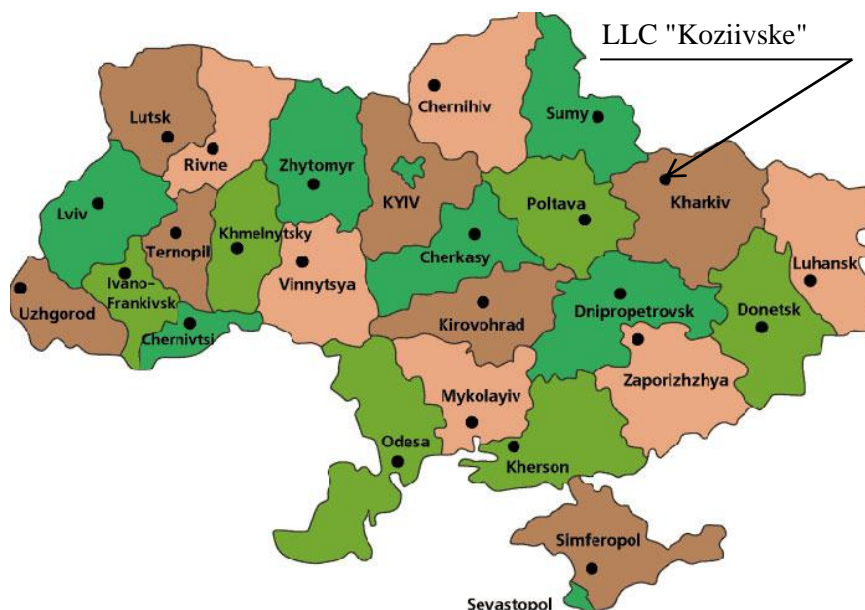 LLC "Koziivske"
Chernihiv
Sumy
Lutsk
Rivne
Zhytomyr
KYIV
Kharkiv
Lviv
Poltava
Ternopil
Khmelnytsky
Cherkasy
Luhansk
Ivano-
Frankivsk
Vinnytsya
Uzhgorod
Kirovohrad
Dnipropetrovsk
Donetsk
Chernivtsi
Zaporizhzhya
Mykolayiv
Odesa
Kherson
Simferopol
Sevastopol